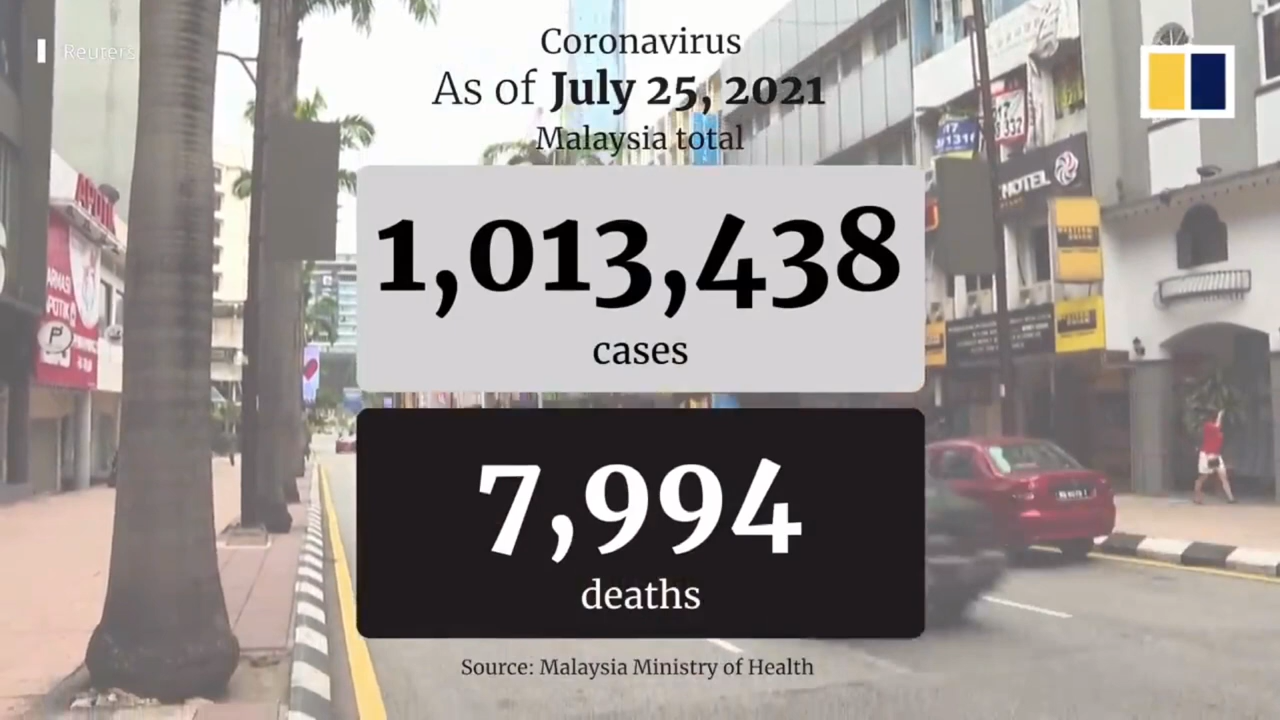 Reuters
Coronavirus
As of July 25, 2021
Malaysia total
1,013,438
cases
7,994
deaths
Source: Malaysia Ministry of Health
MOTEL